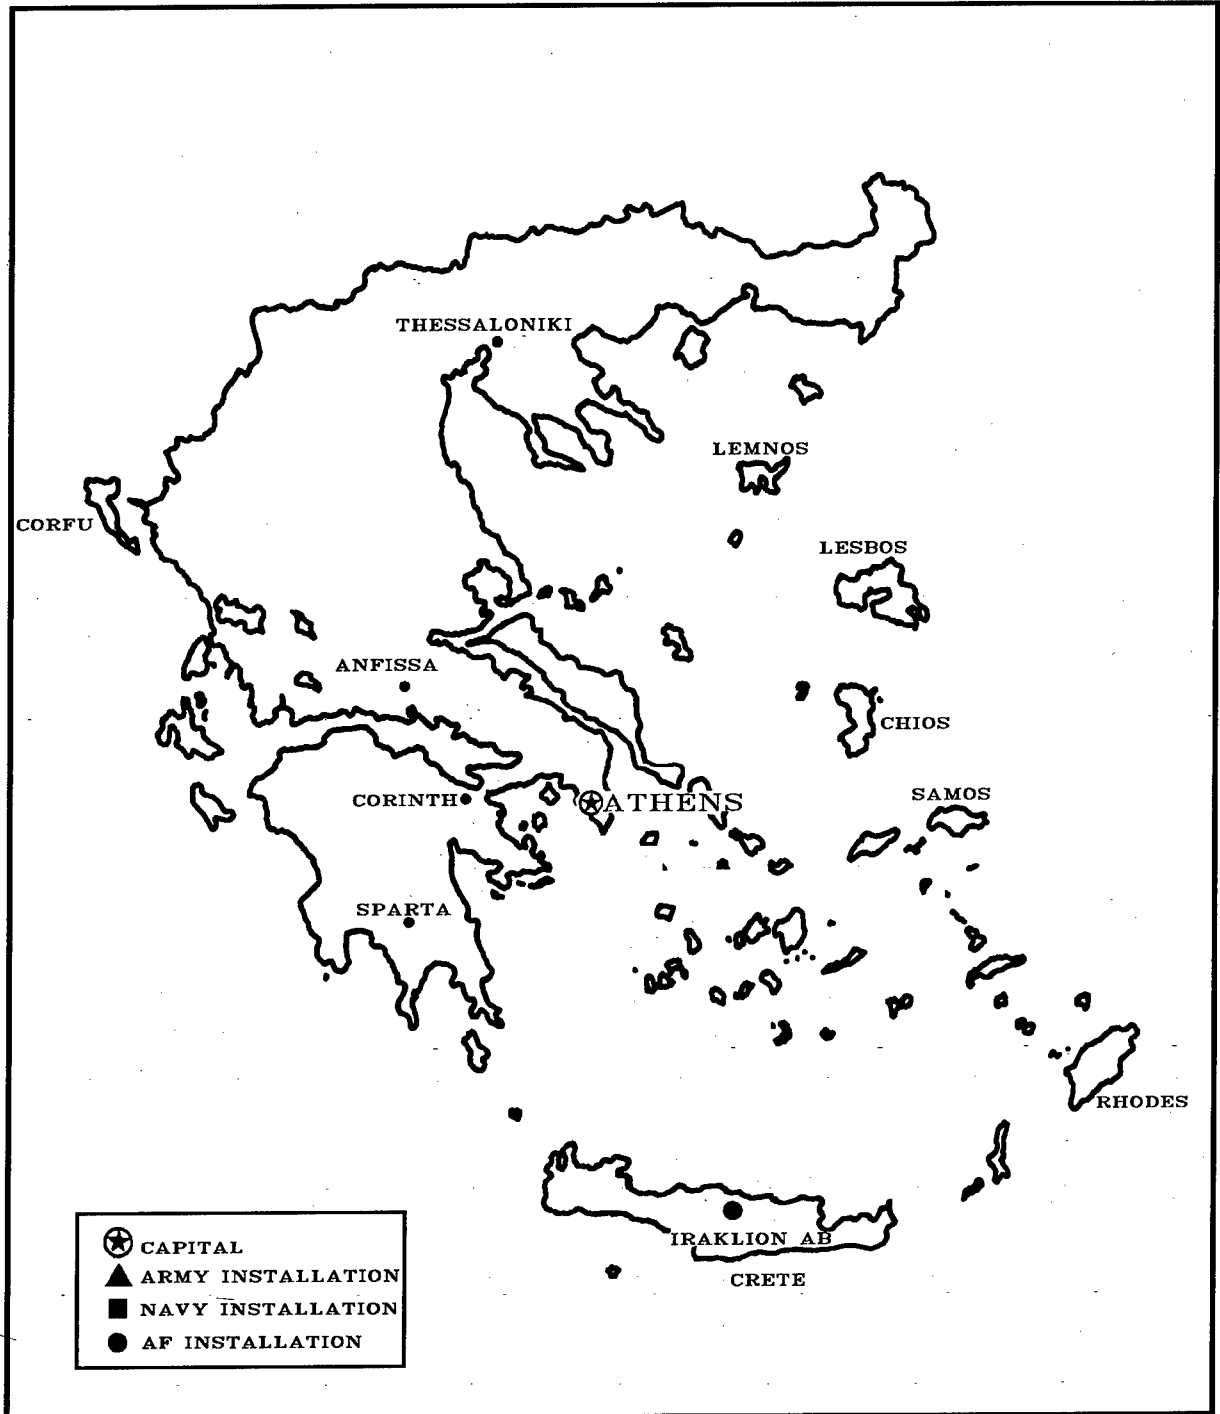 THESSALONIKI
LEMNOS
CORFU
LESBOS
ANFISSA
CHIOS
CORINTH
ATHENS
SAMOS
SPARTA
RHODES
IRAKLION AB
CRETE
CAPITAL
ARMY INSTALLATION
NAVY INSTALLATION
AF INSTALLATION